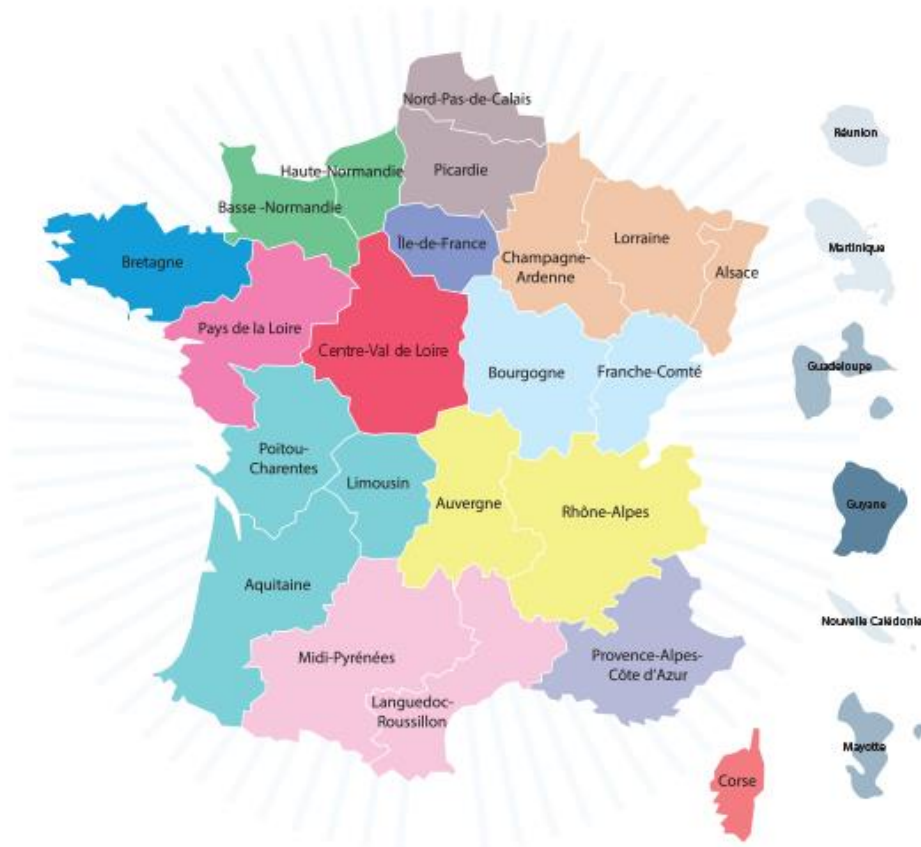 Nord-Pas-de-Calais
Réunion
Haute-Normandie
Picardie
Basse -Normandie
Île-de-France
Lorraine
Martinique
Bretagne
Champagne-
Ardenne
Alsace
Pays de la Loire
Centre-Val de Loire
Bourgogne
Franche-Comté
Guadeloupe
Poitou-
Charentes
Limousin
Auvergne
Rhône-Alpes
Guyane
Aquitaine
Nouvelle Calédonie
Midi-Pyrénées
Provence-Alpes-
Côte d'Azur
Languedoc-
Roussillon
Mayotte
Corse